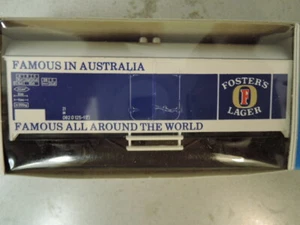 FAMOUS IN AUSTRALIA
FOSTER'S
F
LAGER
FAMOUS ALL AROUND THE WORLD